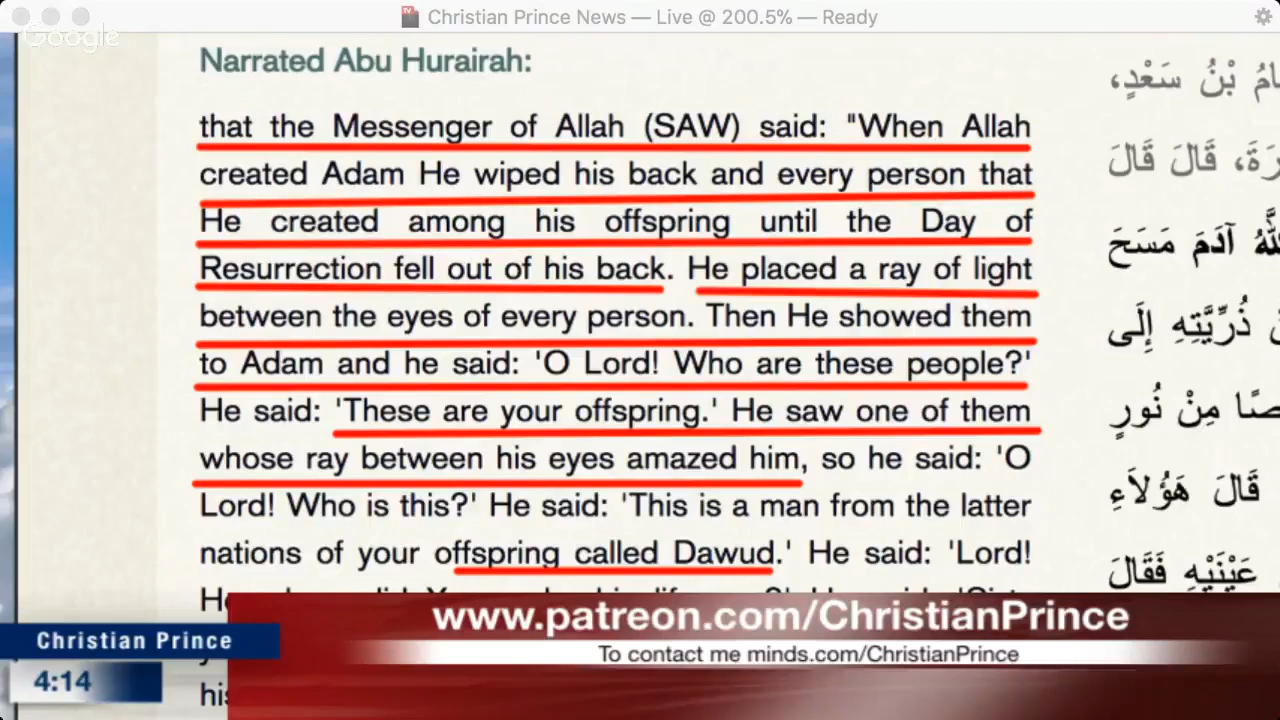 Christian Prince News — Live @ 200.5% — Ready
Google
Narrated Abu Hurairah:
that the Messenger of Allah (SAW) said: "When Allah
created Adam He wiped his back and every person that
He created among his offspring until the Day of
Resurrection fell out of his back. He placed a ray of light
between the eyes of every person. Then He showed them
to Adam and he said: 'O Lord! Who are these people?'
He said: 'These are your offspring.' He saw one of them
whose ray between his eyes amazed him, so he said: 'O
Lord! Who is this?' He said: 'This is a man from the latter
nations of your offspring called Dawud.' He said: 'Lord!
بْنُ سَعْدٍ،
قَالَ قَالَ
آدَمَ مَسَحَ
ذُرِّيَّتِهِ إِلَى
مِنْ نُورٍ
قَالَ هَؤُلاَءِ
عَيْنَيْهِ فَقَالَ
www.patreon.com/ChristianPrince
To contact me minds.com/ChristianPrince
Christian Prince
4:14